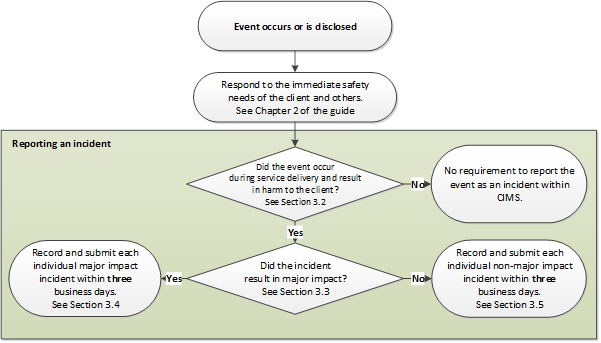 Event occurs or is disclosed
Respond to the immediate safety
needs of the client and others.
See Chapter 2 of the guide
Reporting an incident
Did the event occur
during service delivery and result
in harm to the client?
See Section 3.2
No
No requirement to report the
event as an incident within
CIMS.
Yes
Record and submit each
individual major impact
incident within three
business days.
See Section 3.4
Yes
Did the incident
result in major impact?
See Section 3.3
No
Record and submit each
individual non-major impact
incident within three
business days.
See Section 3.5